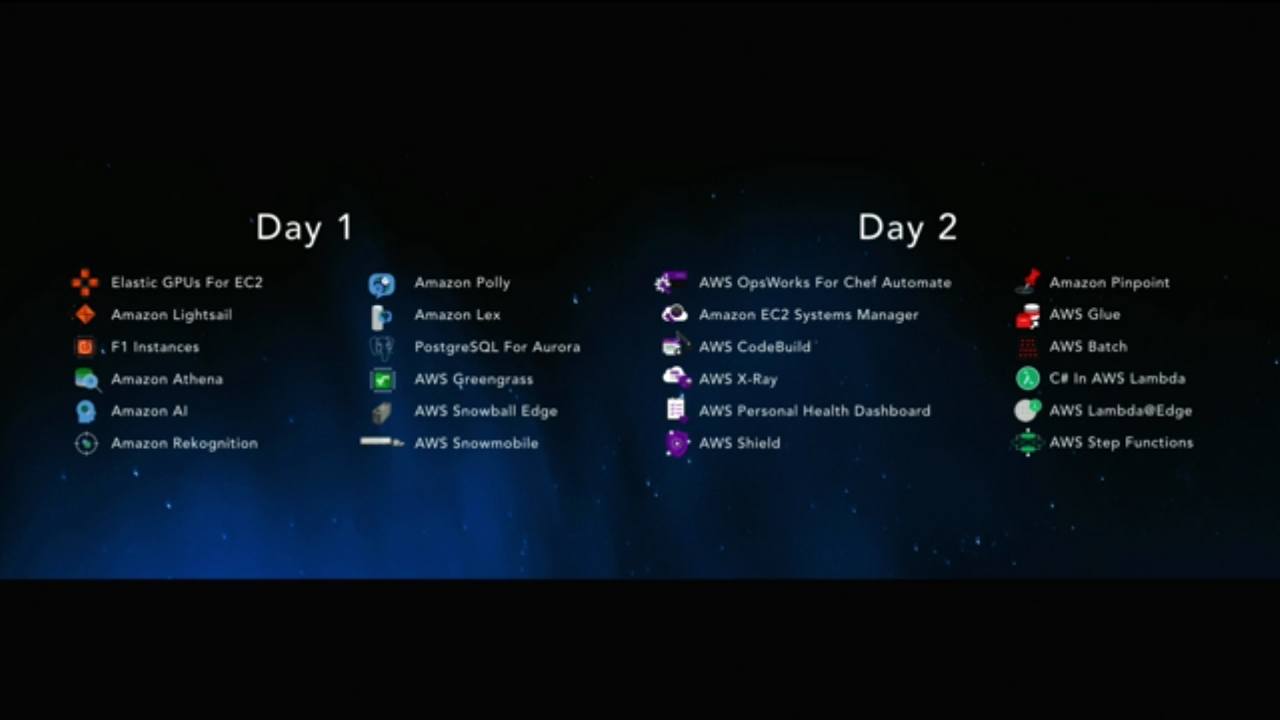 Day 1
Elastic GPUs For EC2
Amazon Lightsail
F1 Instances
Amazon Athena
Amazon AI
Amazon Rekognition
Amazon Polly
Amazon Lex
PostgreSQL For Aurora
AWS Greengrass
AWS Snowball Edge
AWS Snowmobile
Day 2
AWS OpsWorks For Chef Automate
Amazon EC2 Systems Manager
AWS CodeBuild
AWS X-Ray
AWS Personal Health Dashboard
AWS Shield
Amazon Pinpoint
AWS Glue
AWS Batch
C# In AWS Lambda
AWS Lambda@Edge
AWS Step Functions